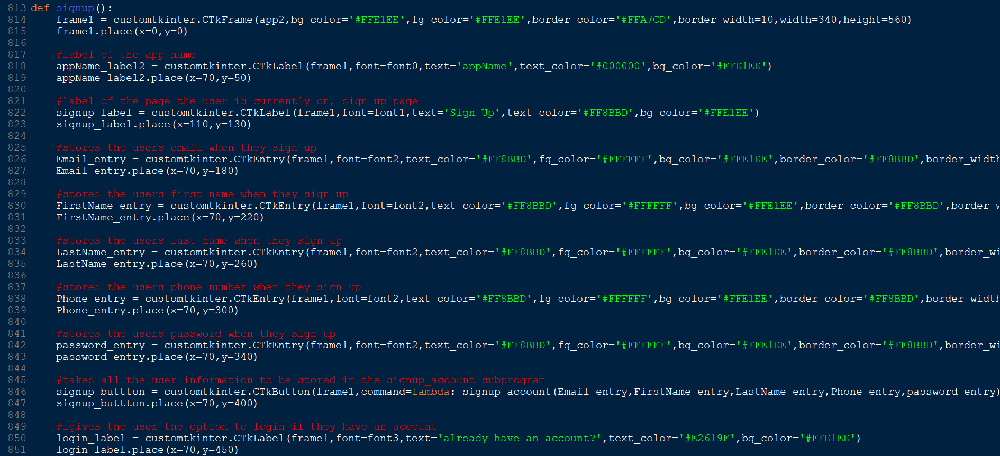 813 def signup():
814     frame1 = customtkinter.CTkFrame(app2,bg_color='#FFE1EE',fg_color='#FFE1EE',border_color='#FFA7CD',border_width=10,width=340,height=560)
815     frame1.place(x=0,y=0)
816
817     #label of the app name
818     appName_label2 = customtkinter.CTkLabel(frame1,font=font0,text='appName',text_color='#000000',bg_color='#FFE1EE')
819     appName_label2.place(x=70,y=50)
820
821     #label of the page the user is currently on, sign up page
822     signup_label = customtkinter.CTkLabel(frame1,font=font1,text='Sign Up',text_color='#FF8BBD',bg_color='#FFE1EE')
823     signup_label.place(x=110,y=130)
824
825     #stores the users email when they sign up
826     Email_entry = customtkinter.CTkEntry(frame1,font=font2,text_color='#FF8BBD',fg_color='#FFFFFF',bg_color='#FFE1EE',border_color='#FF8BBD',border_width
827     Email_entry.place(x=70,y=180)
828
829     #stores the users first name when they sign up
830     FirstName_entry = customtkinter.CTkEntry(frame1,font=font2,text_color='#FF8BBD',fg_color='#FFFFFF',bg_color='#FFE1EE',border_color='#FF8BBD',border_w
831     FirstName_entry.place(x=70,y=220)
832
833     #stores the users last name when they sign up
834     LastName_entry = customtkinter.CTkEntry(frame1,font=font2,text_color='#FF8BBD',fg_color='#FFFFFF',bg_color='#FFE1EE',border_color='#FF8BBD',border_wi
835     LastName_entry.place(x=70,y=260)
836
837     #stores the users phone number when they sign up
838     Phone_entry = customtkinter.CTkEntry(frame1,font=font2,text_color='#FF8BBD',fg_color='#FFFFFF',bg_color='#FFE1EE',border_color='#FF8BBD',border_width
839     Phone_entry.place(x=70,y=300)
840
841     #stores the users password when they sign up
842     password_entry = customtkinter.CTkEntry(frame1,font=font2,text_color='#FF8BBD',fg_color='#FFFFFF',bg_color='#FFE1EE',border_color='#FF8BBD',border_wi
843     password_entry.place(x=70,y=340)
844
845     #takes all the user information to be stored in the signup_account subprogram
846     signup_buttton = customtkinter.CTkButton(frame1,command=lambda: signup_account(Email_entry,FirstName_entry,LastName_entry,Phone_entry,password_entry)
847     signup_buttton.place(x=70,y=400)
848
849     #igives the user the option to login if they have an account
850     login_label = customtkinter.CTkLabel(frame1,font=font3,text='already have an account?',text_color='#E2619F',bg_color='#FFE1EE')
851     login_label.place(x=70,y=450)